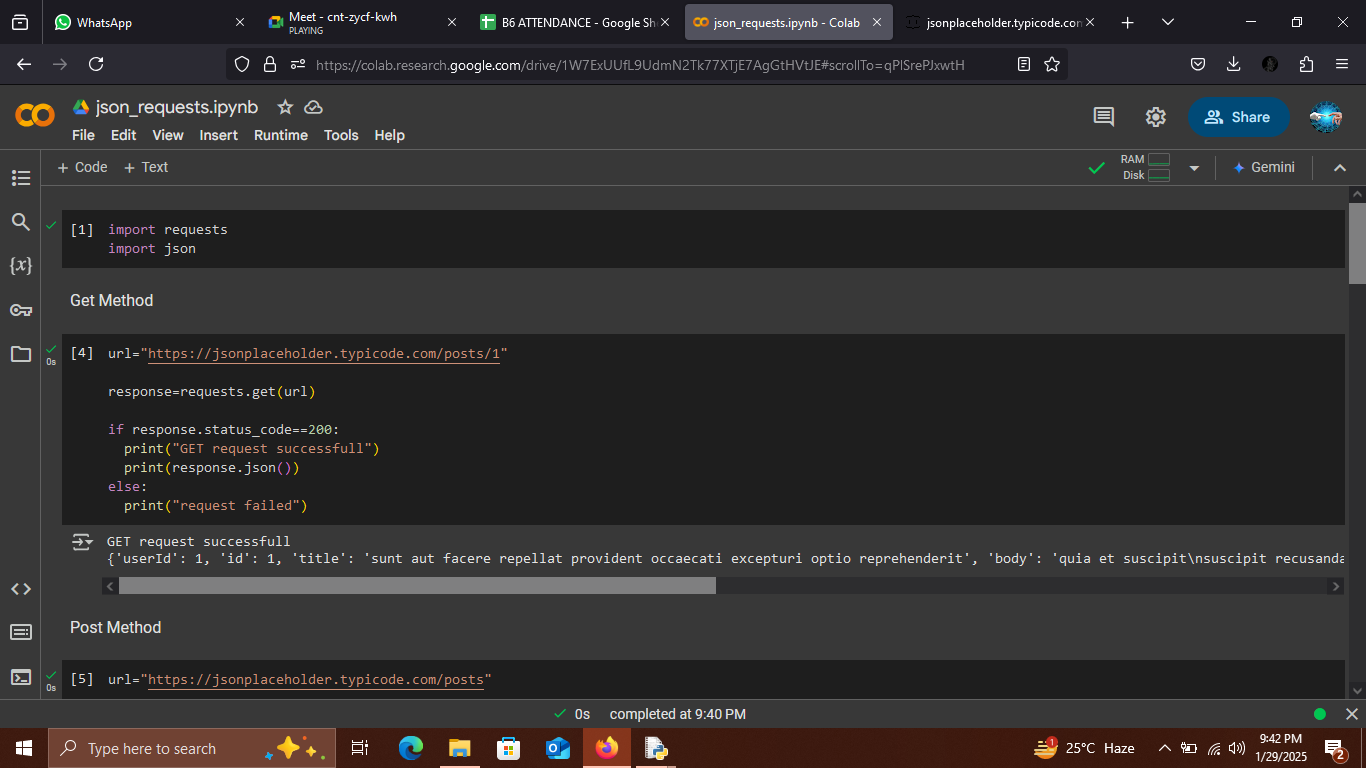 WhatsApp
Meet - cnt-zycf-kwh
PLAYING
B6 ATTENDANCE - Google Sh
json_requests.ipynb - Colab
jsonplaceholder.typicode.con
https://colab.research.google.com/drive/1W7ExUUfL9UdmN2Tk77XTjE7AgGtHVtJE#scrollTo=qPlSrePJxwtH
json_requests.ipynb
File Edit View Insert Runtime Tools Help
Share
+ Code + Text
RAM
Disk
Gemini
[1] import requests
import json
Get Method
[4] url="https://jsonplaceholder.typicode.com/posts/1"
0s
response=requests.get(url)
if response.status_code==200:
print("GET request successfull")
print(response.json())
else:
print("request failed")
GET request successfull
{'userId': 1, 'id': 1, 'title': 'sunt aut facere repellat provident occaecati excepturi optio reprehenderit', 'body': 'quia et suscipit\nsuscipit recusanda
Post Method
[5] url="https://jsonplaceholder.typicode.com/posts"
0s
0s completed at 9:40 PM
Type here to search
1
25°C Haze
9:42 PM
1/29/2025
2